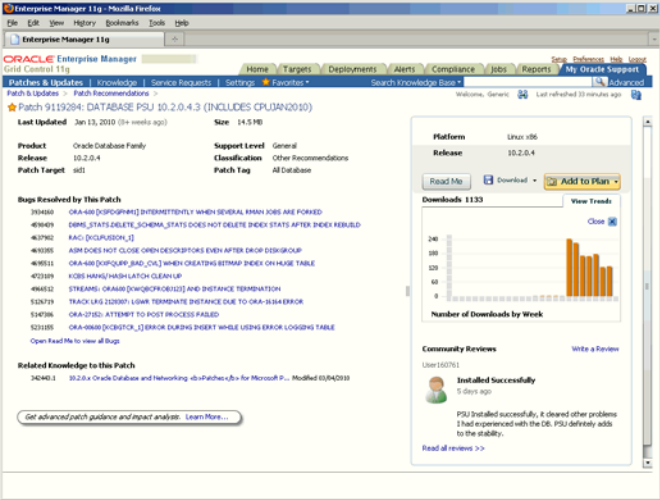 Enterprise Manager 11g - Mozilla Firefox
File Edit View History Bookmarks Tools Help
Enterprise Manager 11g
ORACLE Enterprise Manager
Grid Control 11g
Setup Preferences Help Logout
Home Targets Deployments Alerts Compliance Jobs Reports My Oracle Support
Patches & Updates | Knowledge | Service Requests | Settings Favorites Search Knowledge Base Advanced
Patch & Updates > Patch Recommendations >
Welcome, Generic Last refreshed 33 minutes ago
Patch 9119284: DATABASE PSU 10.2.0.4.3 (INCLUDES CPUJAN2010)
Last Updated Jan 13, 2010 (8+ weeks ago) Size 14.5 MB
Product Oracle Database Family Support Level General
Release 10.2.0.4 Classification Other Recommendations
Patch Target sid1 Patch Tag All Database
Platform Linux x86
Release 10.2.0.4
Read Me Download Add to Plan
Bugs Resolved by This Patch
3934160 ORA-600 [KSFDGFNM1] INTERMITTENTLY WHEN SEVERAL RMAN JOBS ARE FORKED
4598439 DBMS_STATS.DELETE_SCHEMA_STATS DOES NOT DELETE INDEX STATS AFTER INDEX REBUILD
4637902 RAC: [XCLFUSION_1]
4693355 ASM DOES NOT CLOSE OPEN DESCRIPTORS EVEN AFTER DROP DISKGROUP
4695511 ORA-600 [KXFQUPP_BAD_CVL] WHEN CREATING BITMAP INDEX ON HUGE TABLE
4723109 KCBS HANG/ HASH LATCH CLEAN UP
4966512 STREAMS: ORA600 [KWQBCPROBJ123] AND INSTANCE TERMINATION
5126719 TRACK LRG 2120307: LGWR TERMINATE INSTANCE DUE TO ORA-16164 ERROR
5147306 ORA-27152: ATTEMPT TO POST PROCESS FAILED
5231155 ORA-00600 [KCBGTCR_1] ERROR DURING INSERT WHILE USING ERROR LOGGING TABLE
Open Read Me to view all Bugs
Downloads 1133 View Trends
Close
240
180
120
60
0
Number of Downloads by Week
Related Knowledge to this Patch
342443.1 10.2.0.x Oracle Database and Networking <b>Patches</b> for Microsoft P... Modified 03/04/2010
Get advanced patch guidance and impact analysis. Learn More...
Community Reviews Write a Review
User160761
Installed Successfully
5 days ago
PSU Installed successfully, it cleared other problems
I had experienced with the DB. PSU defintely adds
to the stability.
Read all reviews >>